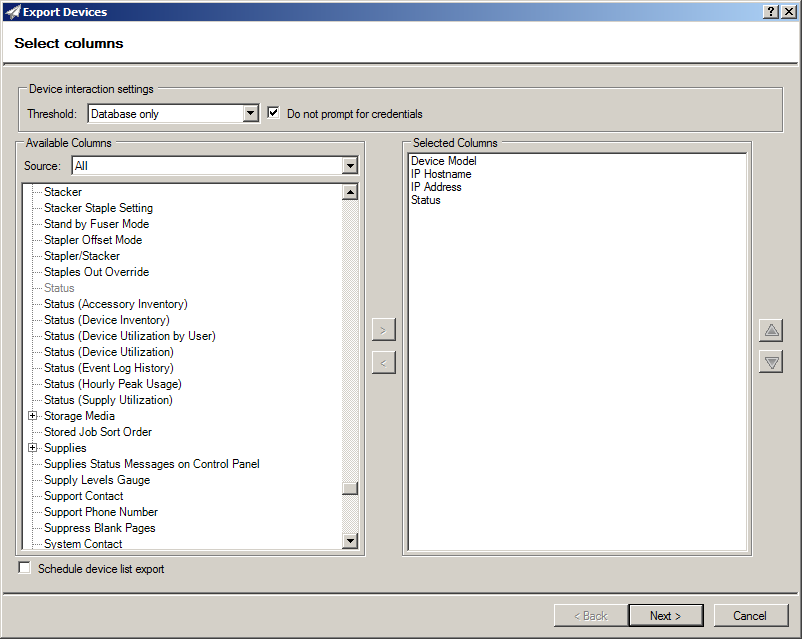 Export Devices
Select columns
Device interaction settings
Threshold: Database only Do not prompt for credentials
Available Columns
Source: All
Stacker
Stacker Staple Setting
Stand by Fuser Mode
Stapler Offset Mode
Stapler/Stacker
Staples Out Override
Status
Status (Accessory Inventory)
Status (Device Inventory)
Status (Device Utilization by User)
Status (Device Utilization)
Status (Event Log History)
Status (Hourly Peak Usage)
Status (Supply Utilization)
Storage Media
Stored Job Sort Order
Supplies
Supplies Status Messages on Control Panel
Supply Levels Gauge
Support Contact
Support Phone Number
Suppress Blank Pages
System Contact
>
<
Selected Columns
Device Model
IP Hostname
IP Address
Status
Schedule device list export
< Back Next > Cancel